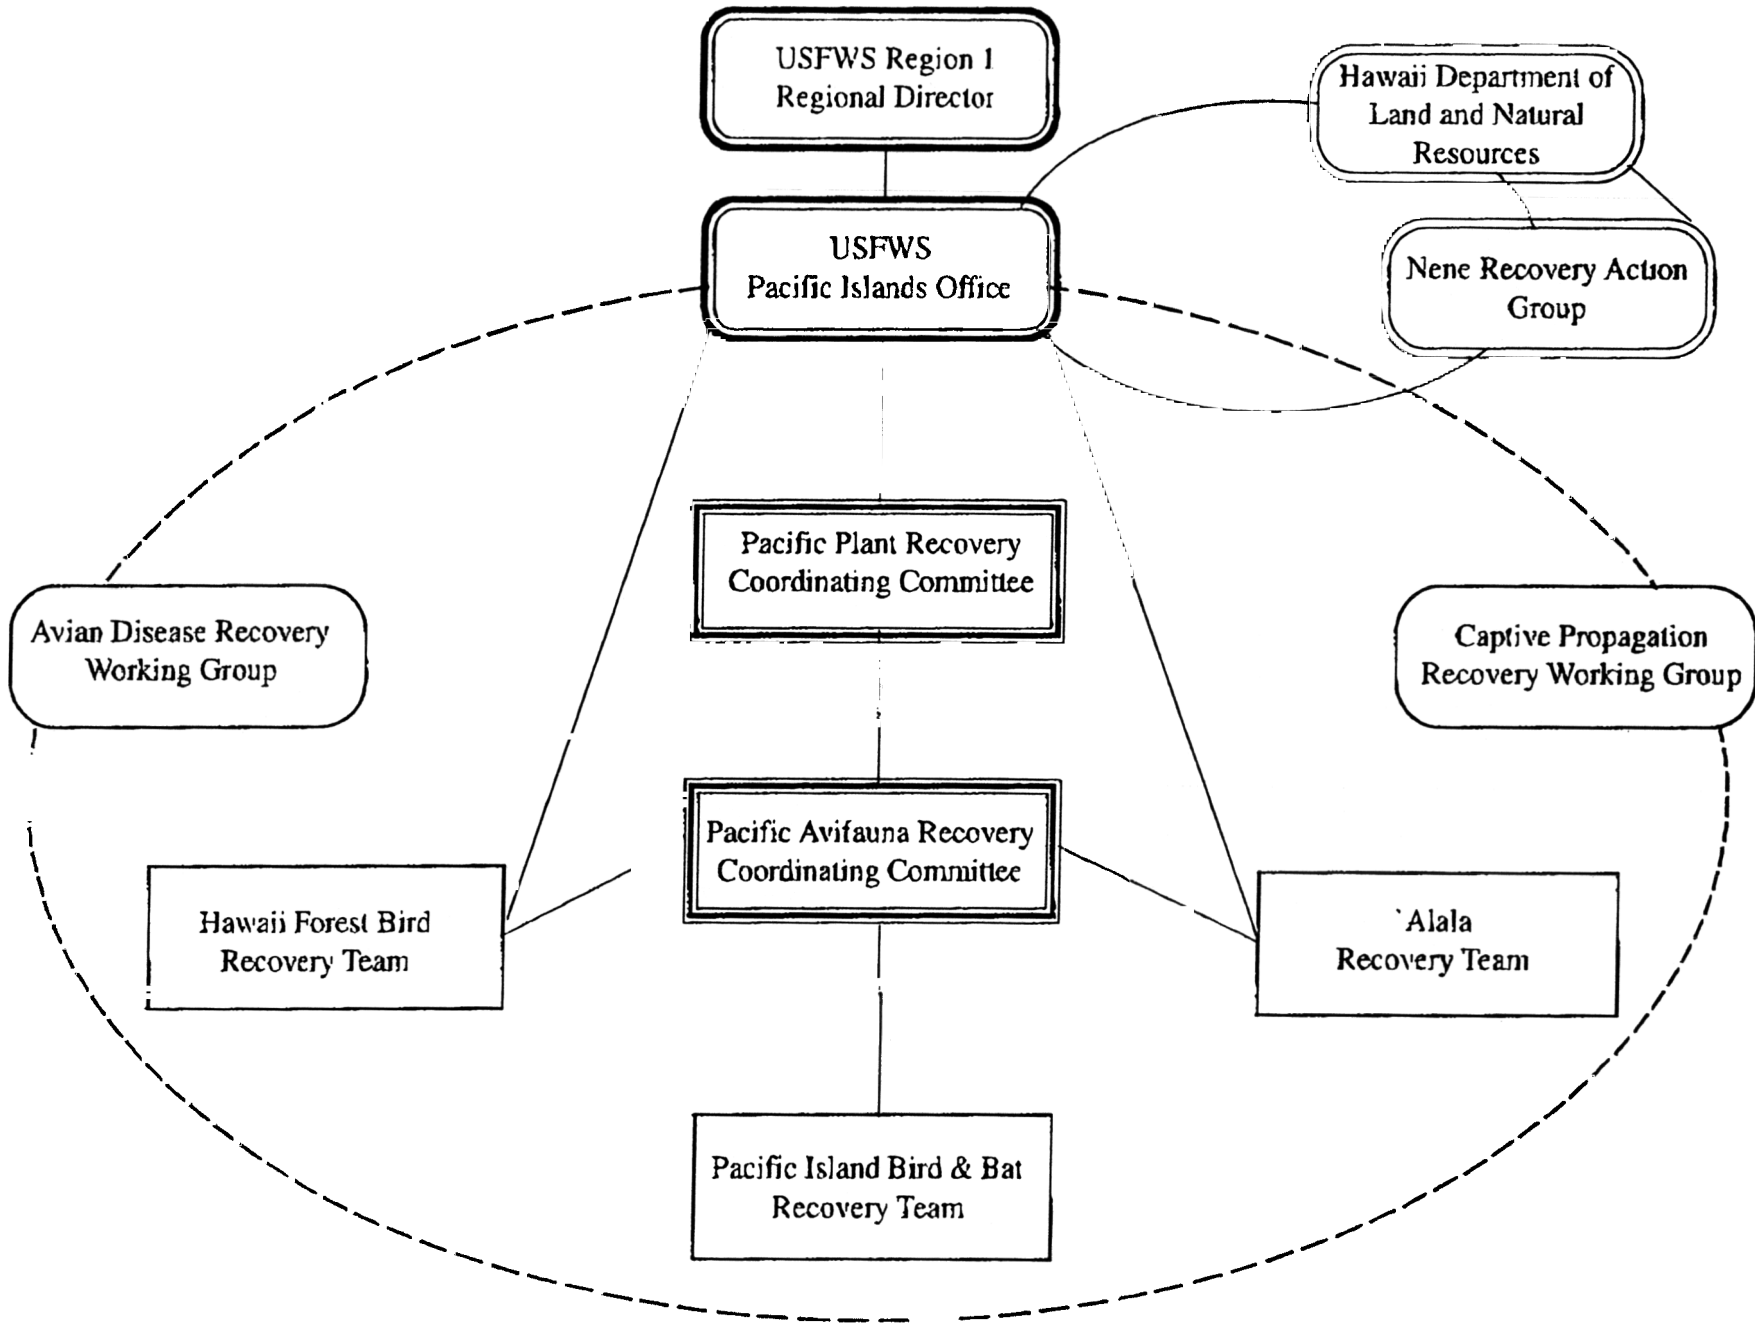 USFWS Region 1
Regional Director
Hawaii Department of
Land and Natural
Resources
USFWS
Pacific Islands Office
Nene Recovery Action
Group
Pacific Plant Recovery
Coordinating Committee
Avian Disease Recovery
Working Group
Captive Propagation
Recovery Working Group
Pacific Avifauna Recovery
Coordinating Committee
Hawaii Forest Bird
Recovery Team
`Alala
Recovery Team
Pacific Island Bird & Bat
Recovery Team